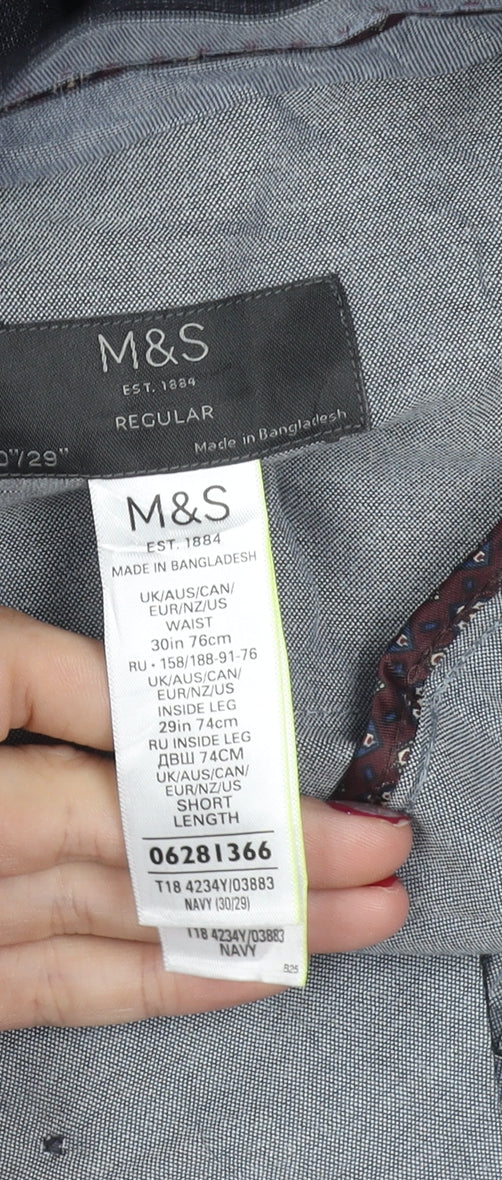 M&S
EST. 1884
REGULAR
Made in Bangladesh
0"/29"
M&S
EST. 1884
MADE IN BANGLADESH
UK/AUS/CAN/
EUR/NZ/US
WAIST
30in 76cm
RU • 158/188-91-76
UK/AUS/CAN/
EUR/NZ/US
INSIDE LEG
29in 74cm
RU INSIDE LEG
ДВШ 74CM
UK/AUS/CAN/
EUR/NZ/US
SHORT
LENGTH
06281366
T18 4234Y/03883
NAVY (30/29)
T18 4234Y/03883
NAVY
B25